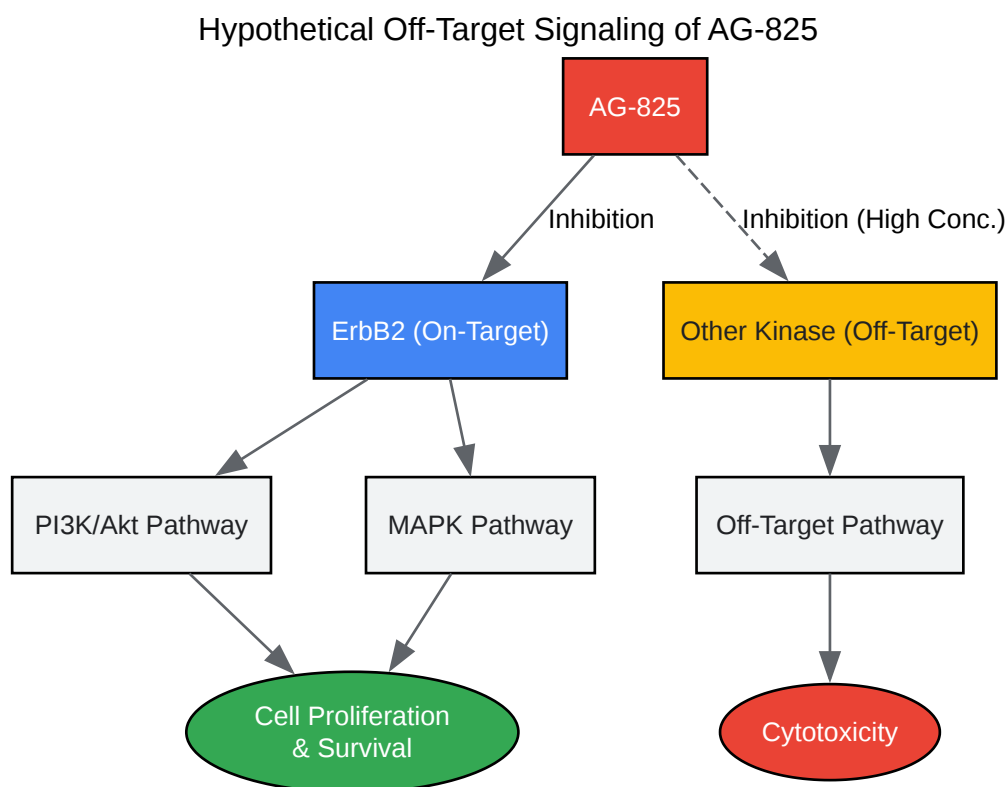 Hypothetical Off-Target Signaling of AG-825
AG-825
Inhibition
Inhibition (High Conc.)
ErbB2 (On-Target)
Other Kinase (Off-Target)
PI3K/Akt Pathway
MAPK Pathway
Off-Target Pathway
Cell Proliferation
& Survival
Cytotoxicity